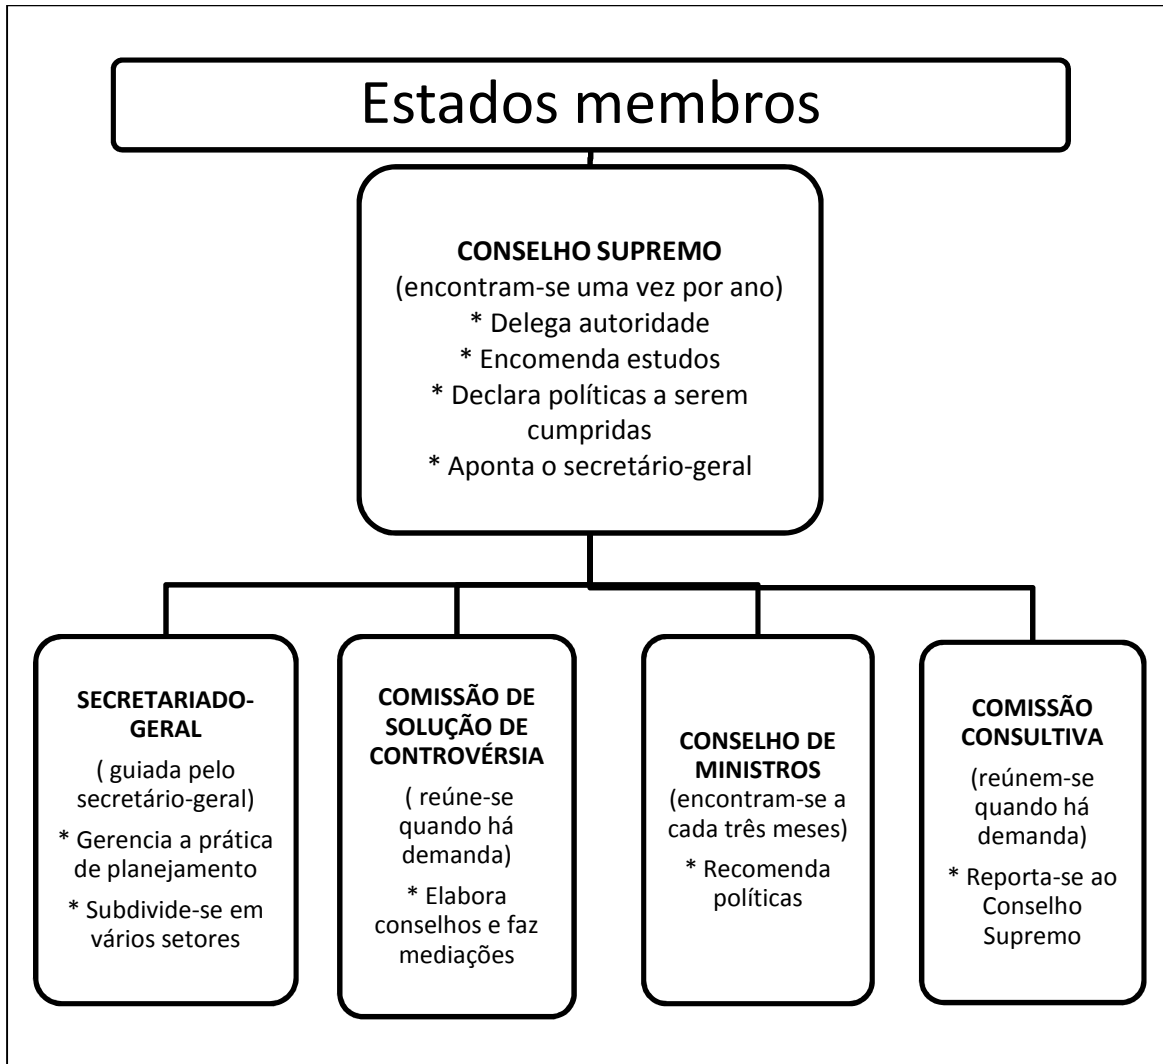 Estados membros
CONSELHO SUPREMO
(encontram-se uma vez por ano)
* Delega autoridade
* Encomenda estudos
* Declara políticas a serem
cumpridas
* Aponta o secretário-geral
SECRETARIADO-
GERAL
( guiada pelo
secretário-geral)
* Gerencia a prática
de planejamento
* Subdivide-se em
vários setores
COMISSÃO DE
SOLUÇÃO DE
CONTROVÉRSIA
( reúne-se
quando há
demanda)
* Elabora
conselhos e faz
mediações
CONSELHO DE
MINISTROS
(encontram-se a
cada três meses)
* Recomenda
políticas
COMISSÃO
CONSULTIVA
(reúnem-se
quando há
demanda)
* Reporta-se ao
Conselho
Supremo